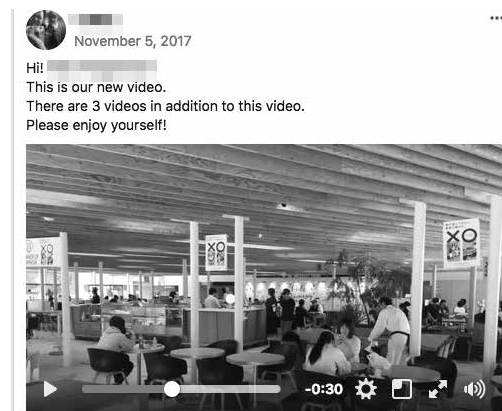 November 5, 2017
Hi!
This is our new video.
There are 3 videos in addition to this video.
Please enjoy yourself!
XO
XO
XO
-0:30